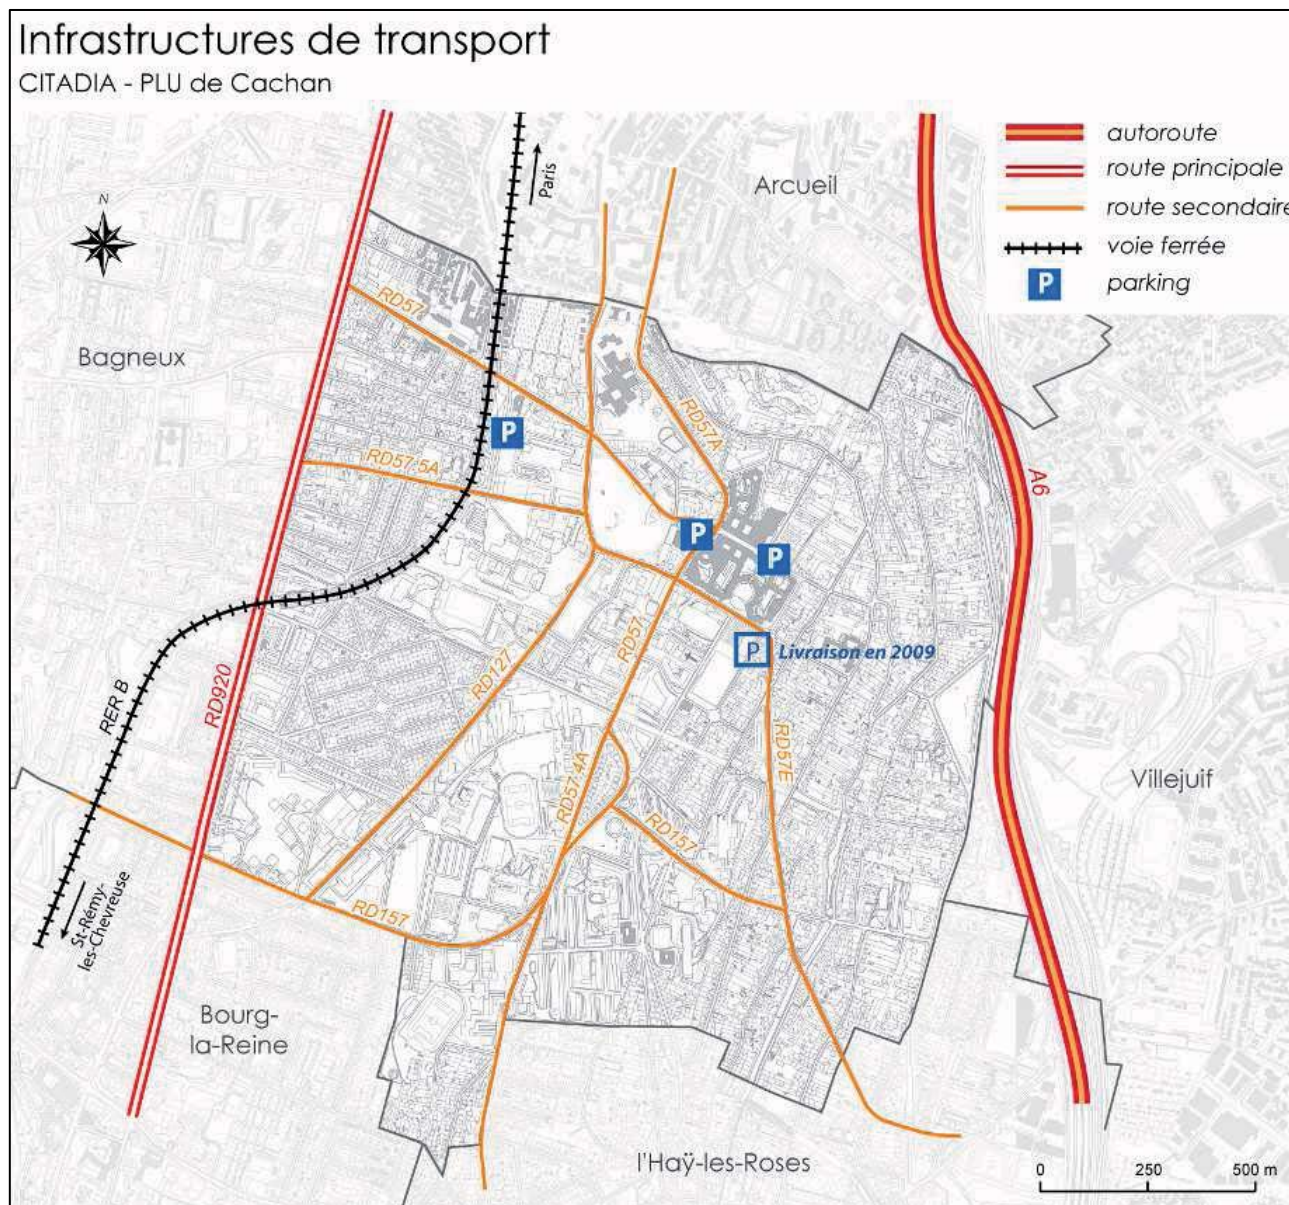 Infrastructures de transport
CITADIA - PLU de Cachan
autoroute
route principale
route secondaire
voie ferrée
P parking
N
Paris
Arcueil
Bagneux
RD57
RD57A
P
RD57 5A
A6
P
P
RD57
P Livraison en 2009
RD127
RER B
RD920
RD57E
RD57 4A
Villejuif
RD157
RD157
St-Rémy-
les-Chevreuse
Bourg-
la-Reine
l'Haÿ-les-Roses
0 250 500 m